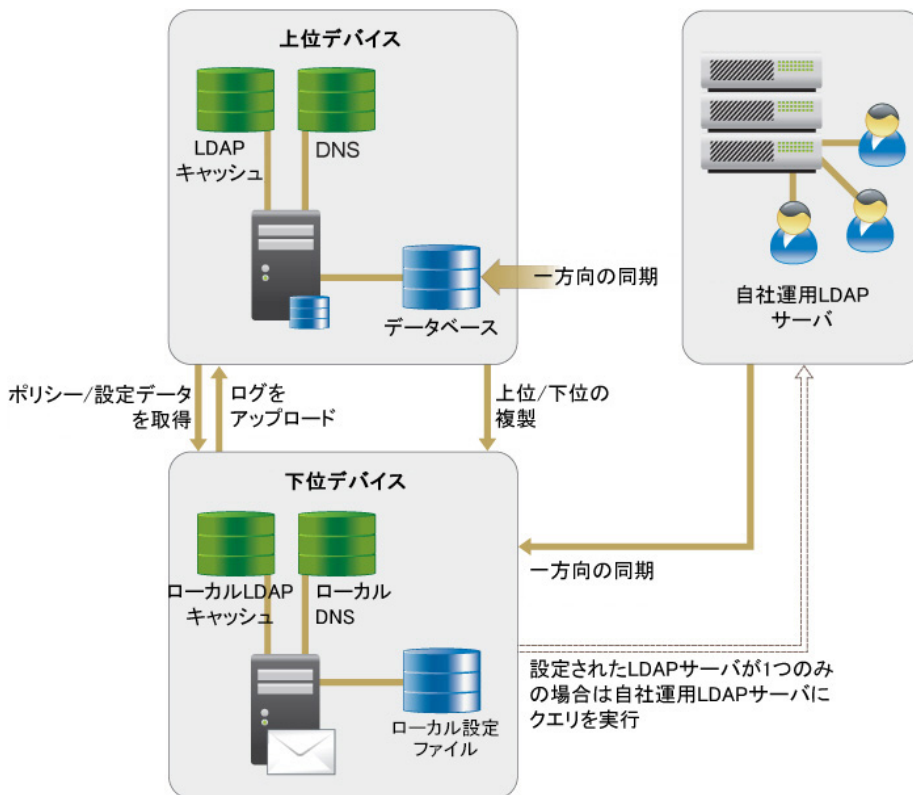 上位デバイス
LDAP
キャッシュ
DNS
データベース
一方向の同期
自社運用LDAP
サーバ
ポリシー/設定データ
を取得
ログを
アップロード
上位/下位の
複製
下位デバイス
ローカルLDAP
キャッシュ
ローカル
DNS
ローカル設定
ファイル
一方向の同期
設定されたLDAPサーバが1つのみ
の場合は自社運用LDAPサーバに
クエリを実行